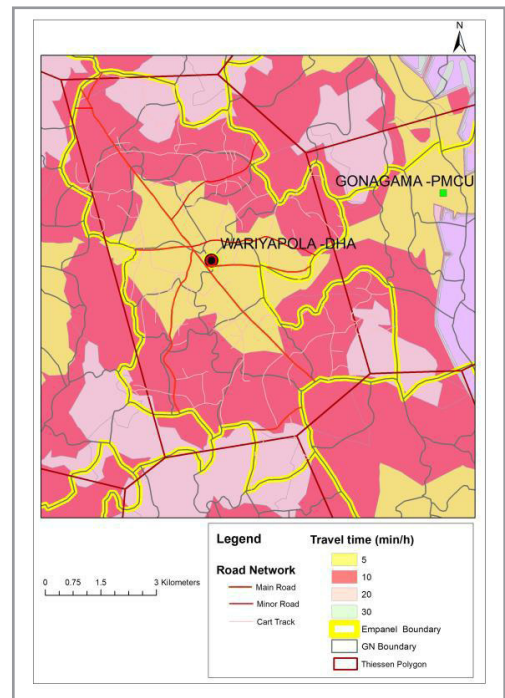 N
GONAGAMA -PMCU
WARIYAPOLA -DHA
Legend
Road Network
Main Road
Minor Road
Cart Track
Travel time (min/h)
5
10
20
30
Empanel Boundary
GN Boundary
Thiessen Polygon
0 0.75 1.5 3 Kilometers